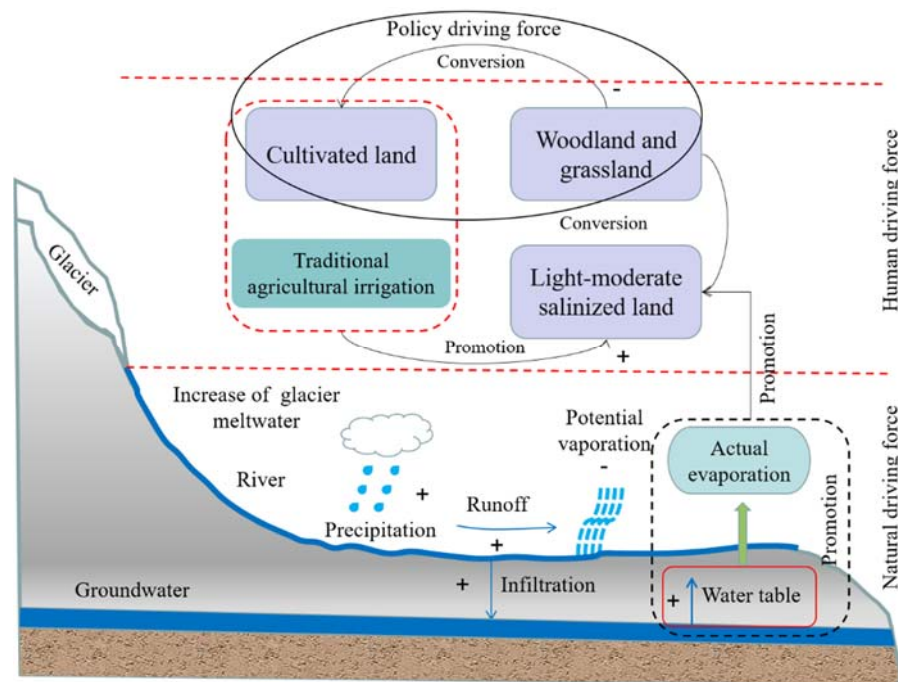 Policy driving force
Conversion
-
Cultivated land
Woodland and
grassland
Conversion
Traditional
agricultural irrigation
Light-moderate
salinized land
Promotion
+
Promotion
Human driving force
Glacier
Increase of glacier
meltwater
River
+
Precipitation
Runoff
+
Potential
vaporation
-
Actual
evaporation
Promotion
Natural driving force
Groundwater
+
Infiltration
+
Water table